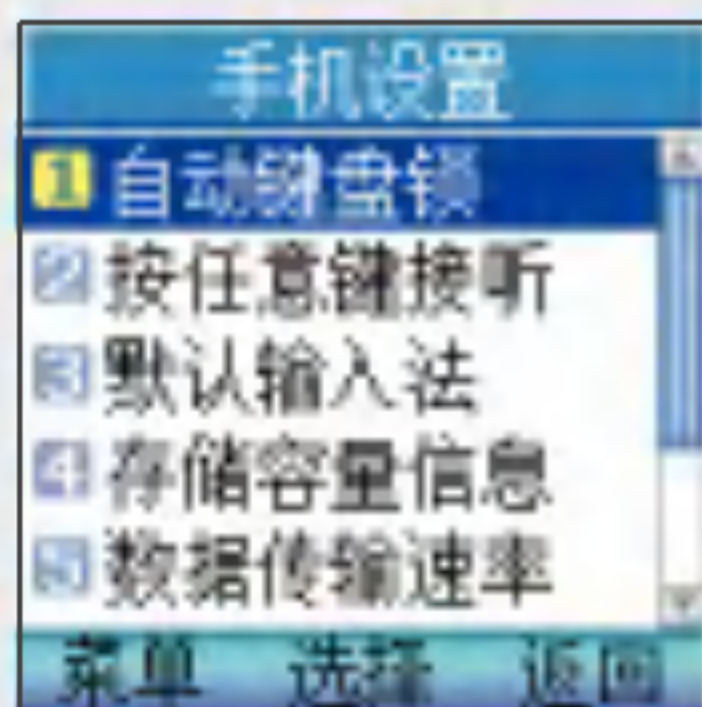 手机设置
1 自动键盘锁
2 按任意键接听
3 默认输入法
4 存储容量信息
5 数据传输速率
菜单 选择 返回